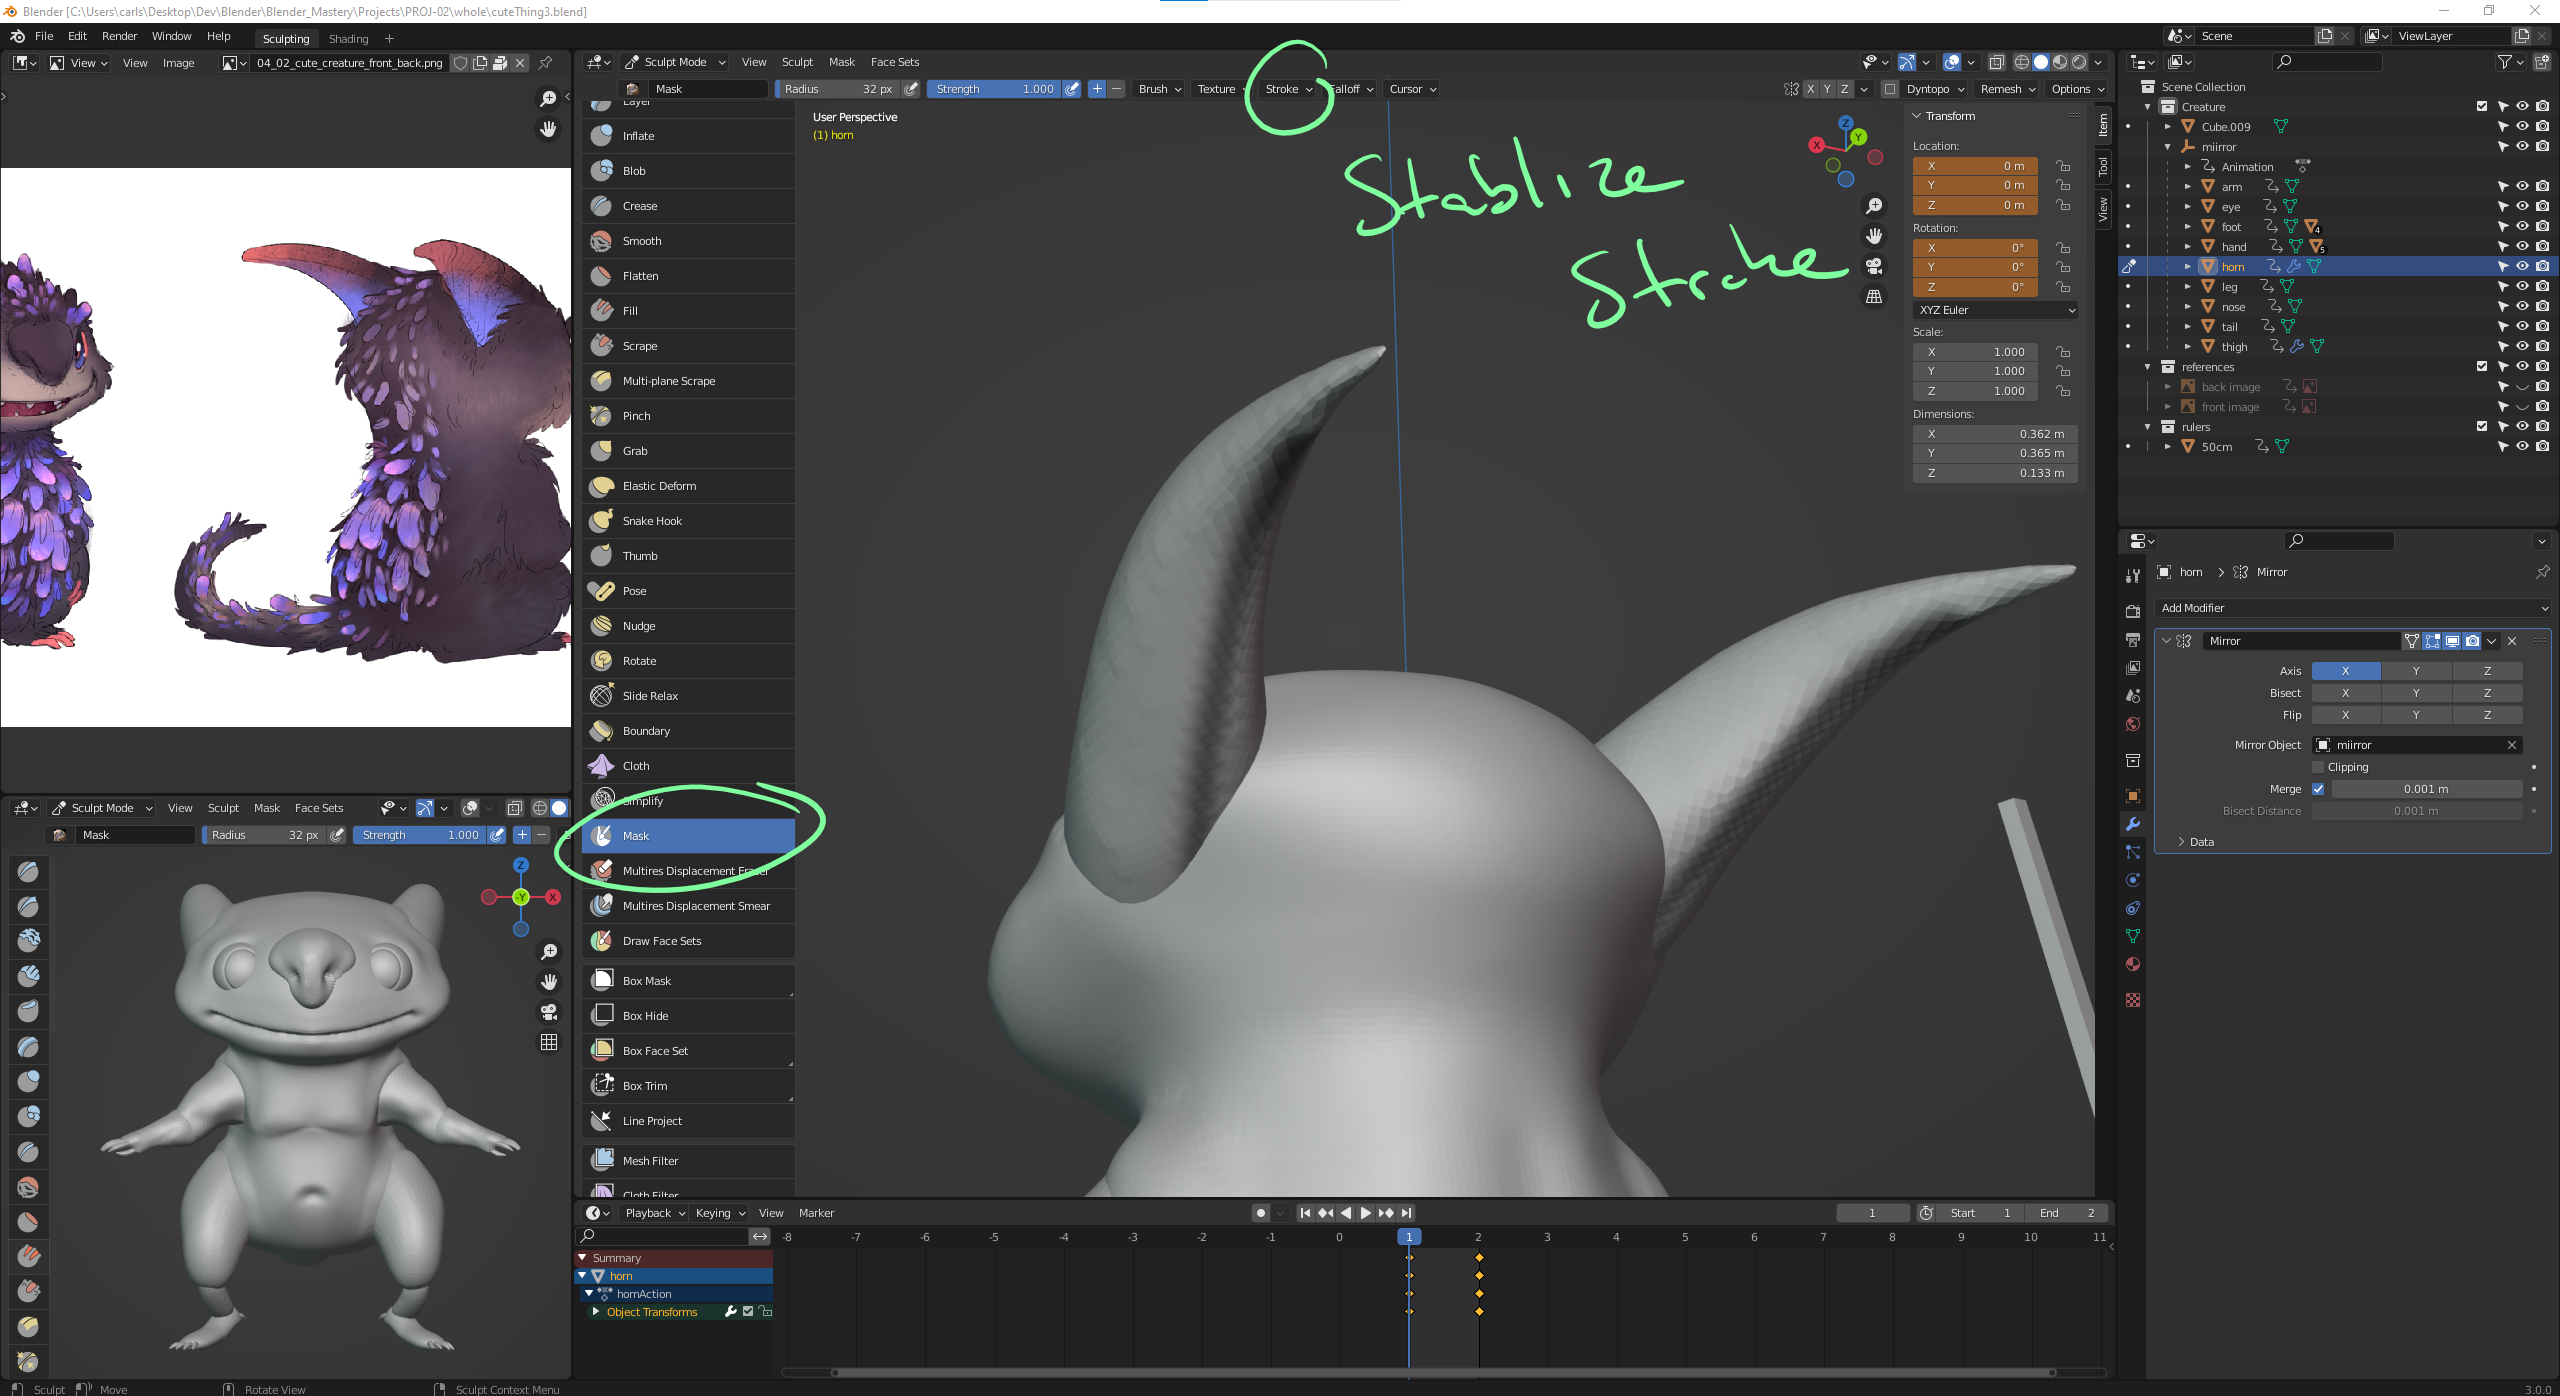 Blender [C:\Users\carls\Desktop\Dev\Blender\Blender_Mastery\Projects\PROJ-02\whole\cuteThing3.blend]
File Edit Render Window Help Sculpting Shading + Scene ViewLayer
View View Image 04_02_cute_creature_front_back.png
Sculpt Mode View Sculpt Mask Face Sets
Mask Radius 32 px Strength 1.000 Brush Texture Stroke Falloff Cursor X Y Z Dyntopo Remesh Options
User Perspective
(1) horn
Stablize
Stroke
Layer
Inflate
Blob
Crease
Smooth
Flatten
Fill
Scrape
Multi-plane Scrape
Pinch
Grab
Elastic Deform
Snake Hook
Thumb
Pose
Nudge
Rotate
Slide Relax
Boundary
Cloth
Simplify
Mask
Multires Displacement Eraser
Multires Displacement Smear
Draw Face Sets
Box Mask
Box Hide
Box Face Set
Box Trim
Line Project
Mesh Filter
Cloth Filter
X Y Z
Transform
Location:
X 0 m
Y 0 m
Z 0 m
Rotation:
X 0°
Y 0°
Z 0°
XYZ Euler
Scale:
X 1.000
Y 1.000
Z 1.000
Dimensions:
X 0.362 m
Y 0.365 m
Z 0.133 m
Item
Tool
View
Scene Collection
Creature
Cube.009
miirror
Animation
arm
eye
foot 4
hand 5
horn
leg
nose
tail
thigh
references
back image
front image
rulers
50cm
horn > Mirror
Add Modifier
Mirror
Axis X Y Z
Bisect X Y Z
Flip X Y Z
Mirror Object miirror
Clipping
Merge 0.001 m
Bisect Distance 0.001 m
Data
Sculpt Mode View Sculpt Mask Face Sets
Mask Radius 32 px Strength 1.000
Z
-Y X
Playback Keying View Marker 1 Start 1 End 2
-8 -7 -6 -5 -4 -3 -2 -1 0 1 2 3 4 5 6 7 8 9 10 11
Summary
horn
hornAction
Object Transforms
Sculpt Move Rotate View Sculpt Context Menu 3.0.0